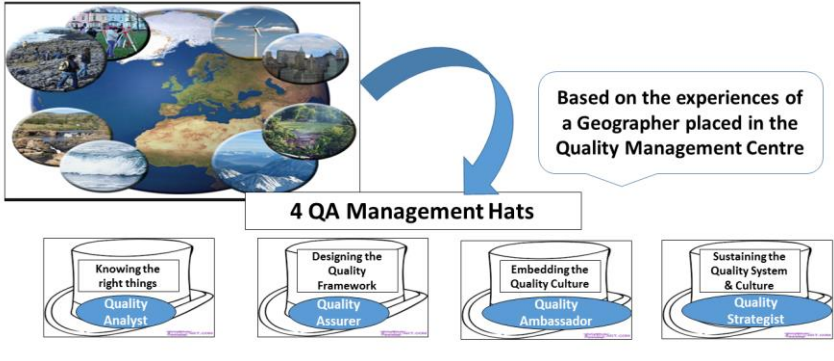 Based on the experiences of
a Geographer placed in the
Quality Management Centre
4 QA Management Hats
Knowing the
right things
Quality
Analyst
Designing the
Quality
Framework
Quality
Assurer
Embedding the
Quality Culture
Quality
Ambassador
Sustaining the
Quality System
& Culture
Quality
Strategist